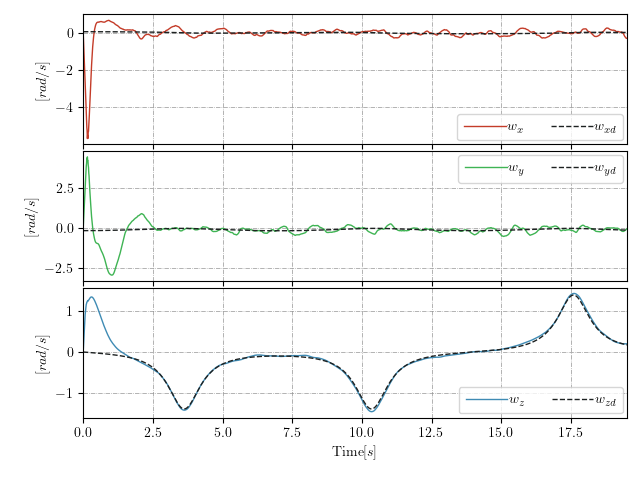 0
−2
−4
[rad/s]
w_x w_xd
2.5
0.0
−2.5
[rad/s]
w_y w_yd
1
0
−1
[rad/s]
w_z w_zd
0.0 2.5 5.0 7.5 10.0 12.5 15.0 17.5
Time[s]